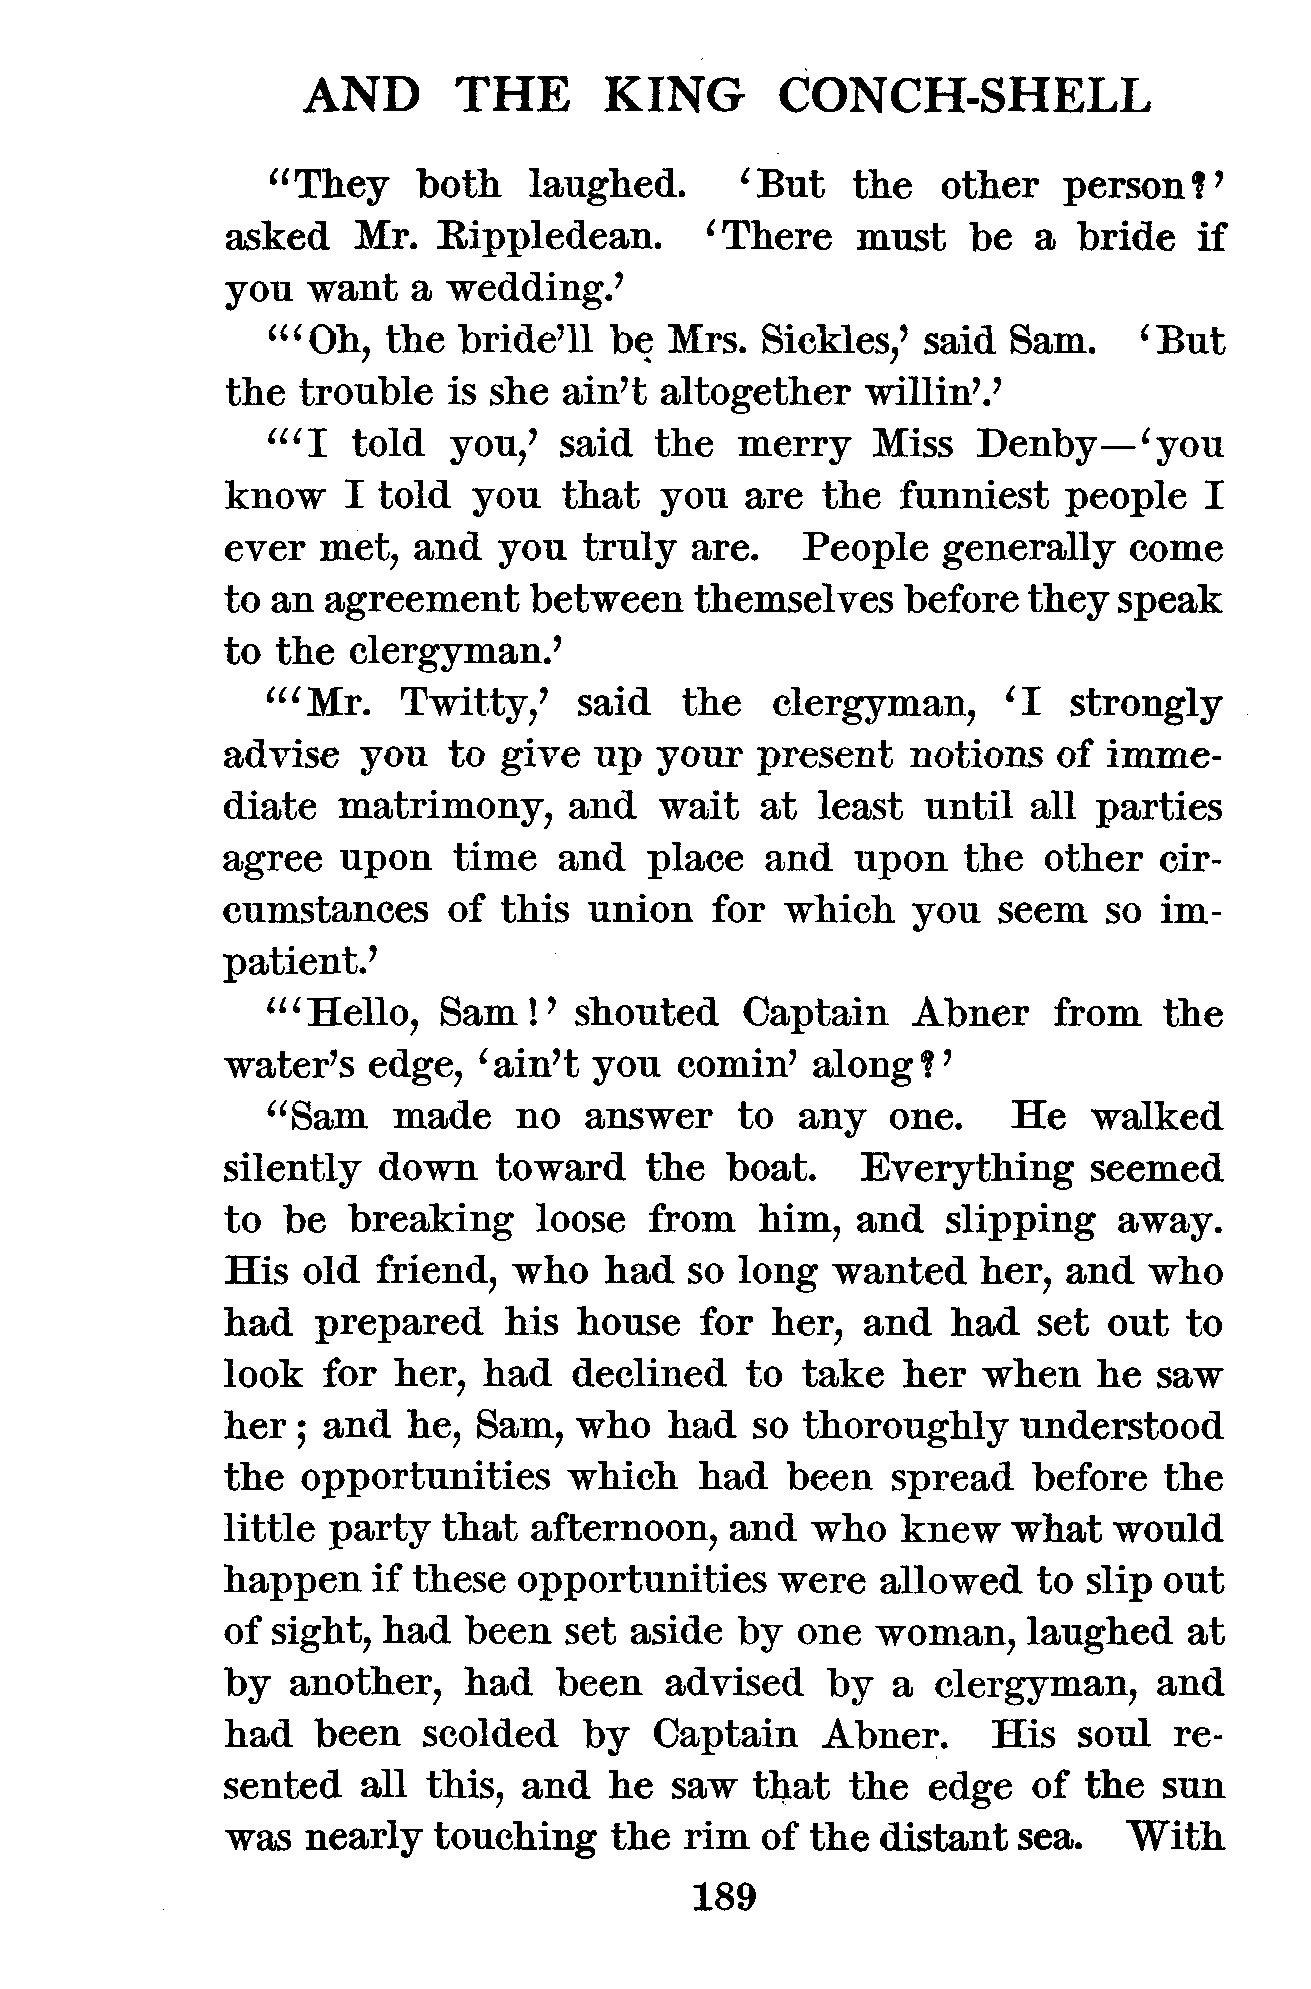 AND THE KING CONCH-SHELL
“They both laughed. ‘But the other person?’
asked Mr. Rippledean. ‘There must be a bride if
you want a wedding.’
“‘Oh, the bride’ll be Mrs. Sickles,’ said Sam. ‘But
the trouble is she ain’t altogether willin’.’
“‘I told you,’ said the merry Miss Denby—‘you
know I told you that you are the funniest people I
ever met, and you truly are. People generally come
to an agreement between themselves before they speak
to the clergyman.’
“‘Mr. Twitty,’ said the clergyman, ‘I strongly
advise you to give up your present notions of imme-
diate matrimony, and wait at least until all parties
agree upon time and place and upon the other cir-
cumstances of this union for which you seem so im-
patient.’
“‘Hello, Sam!’ shouted Captain Abner from the
water’s edge, ‘ain’t you comin’ along?’
“Sam made no answer to any one. He walked
silently down toward the boat. Everything seemed
to be breaking loose from him, and slipping away.
His old friend, who had so long wanted her, and who
had prepared his house for her, and had set out to
look for her, had declined to take her when he saw
her; and he, Sam, who had so thoroughly understood
the opportunities which had been spread before the
little party that afternoon, and who knew what would
happen if these opportunities were allowed to slip out
of sight, had been set aside by one woman, laughed at
by another, had been advised by a clergyman, and
had been scolded by Captain Abner. His soul re-
sented all this, and he saw that the edge of the sun
was nearly touching the rim of the distant sea. With
189